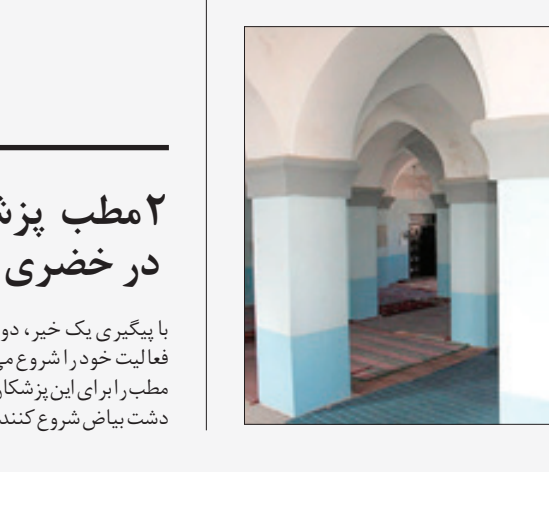 ۲مطب
در خضری
با پیگیری یک خیر، دو
فعالیت خود را شروع
مطب را برای این
دشت بیاض شروع کنند